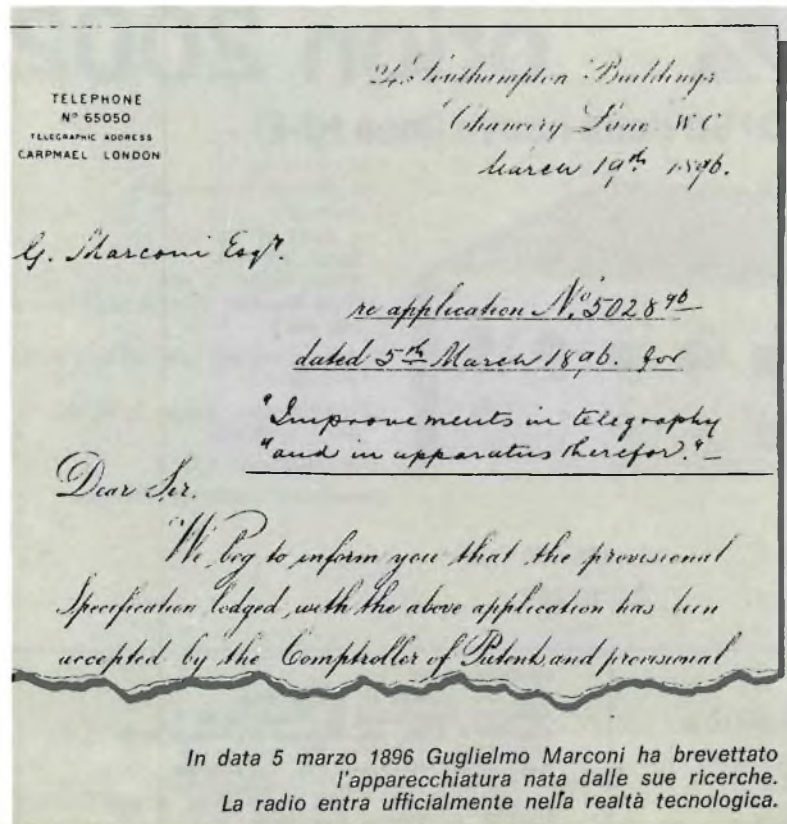 TELEPHONE
Nº 65050
TELEGRAPHIC ADDRESS
CARPMAEL LONDON
24, Southampton Buildings
Chancery Lane W.C.
March 19th 1896.
G. Marconi Esqr.
re application No. 5028 96
dated 5th March 1896. for
"Improvements in telegraphy
"and in apparatus therefor."_
Dear Sir.
We beg to inform you that the provisional
Specification lodged with the above application has been
accepted by the Comptroller of Patents and provisional
In data 5 marzo 1896 Guglielmo Marconi ha brevettato
l'apparecchiatura nata dalle sue ricerche.
La radio entra ufficialmente nella realtà tecnologica.